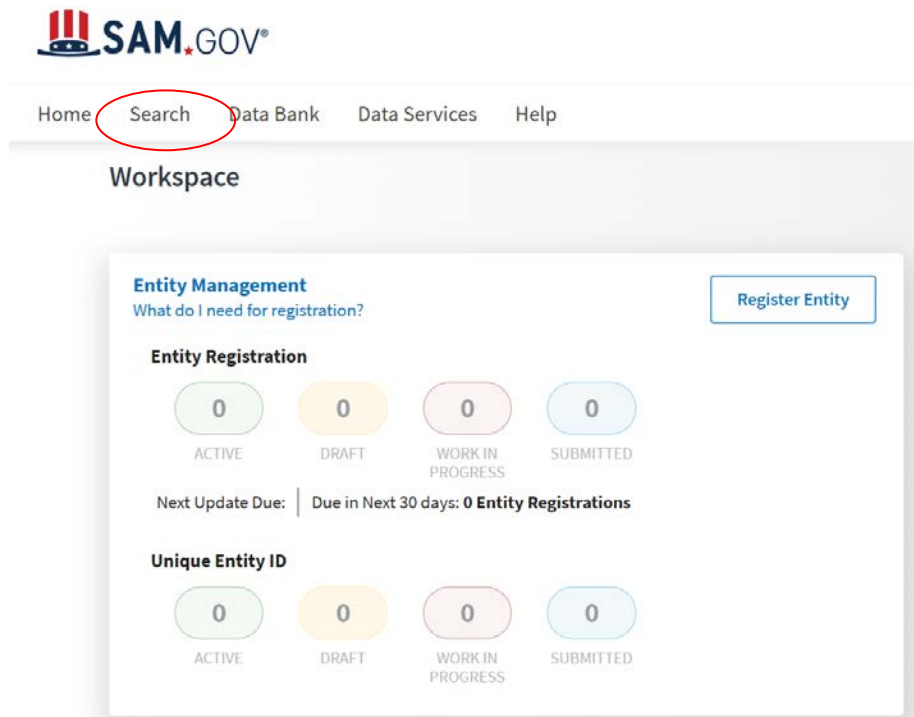 SAM.GOV®
Home Search Data Bank Data Services Help
Workspace
Entity Management
What do I need for registration?
Register Entity
Entity Registration
0 0 0 0
ACTIVE DRAFT WORK IN PROGRESS SUBMITTED
Next Update Due: Due in Next 30 days: 0 Entity Registrations
Unique Entity ID
0 0 0 0
ACTIVE DRAFT WORK IN PROGRESS SUBMITTED